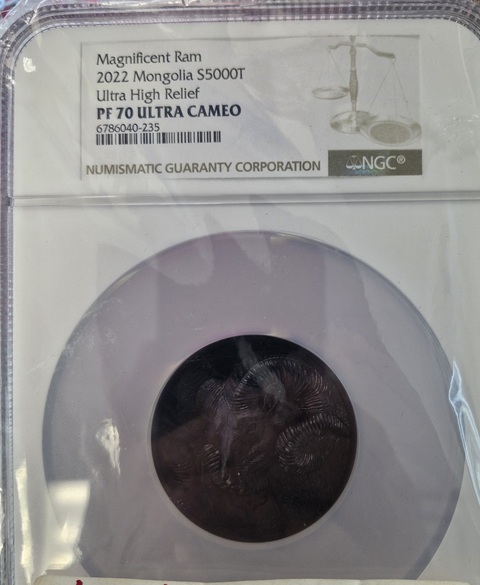 Magnificent Ram
2022 Mongolia S5000T
Ultra High Relief
PF 70 ULTRA CAMEO
6786040-235
NUMISMATIC GUARANTY CORPORATION
NGC®